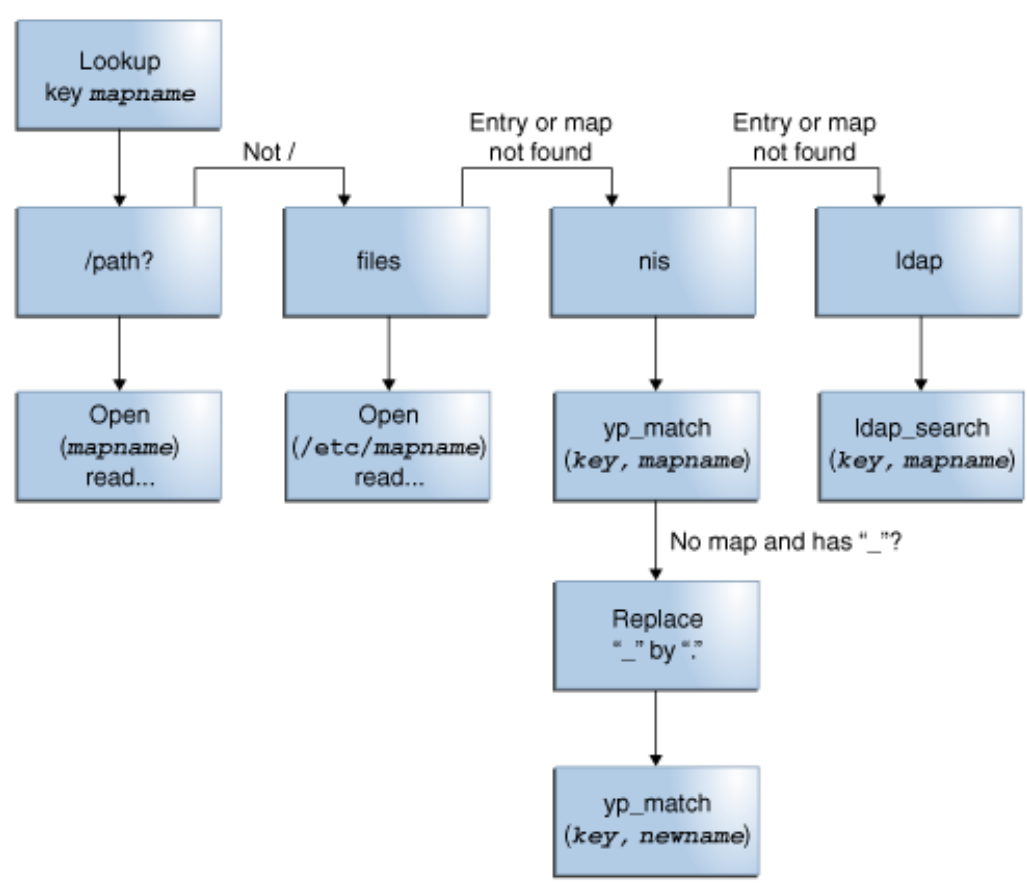 Lookup
key mapname
Not /
Entry or map
not found
Entry or map
not found
/path?
files
nis
ldap
Open
(mapname)
read...
Open
(/etc/mapname)
read...
yp_match
(key, mapname)
ldap_search
(key, mapname)
No map and has “_”?
Replace
“_” by “.”
yp_match
(key, newname)